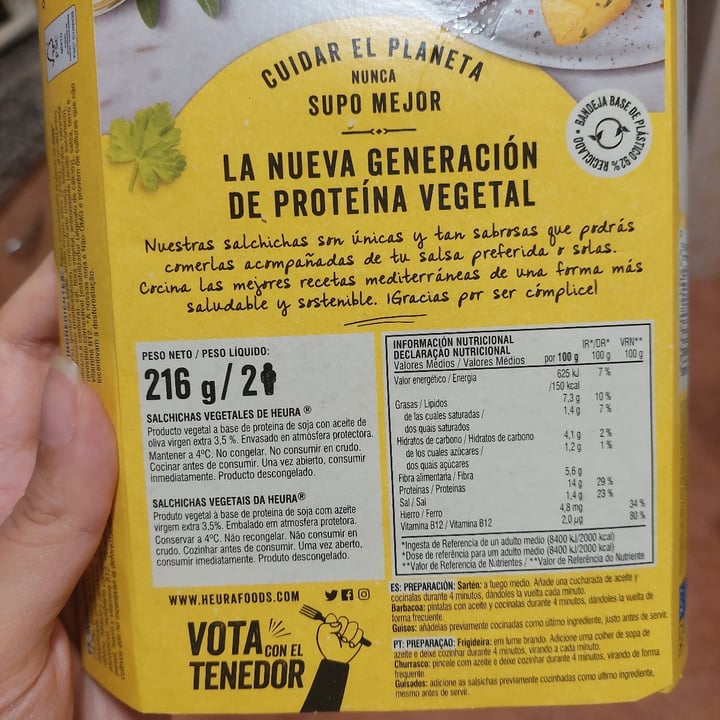 CUIDAR EL PLANETA
NUNCA
SUPO MEJOR
BANDEJA BASE DE PLÁSTICO 92% RECICLADO
LA NUEVA GENERACIÓN
DE PROTEÍNA VEGETAL
Nuestras salchichas son únicas y tan sabrosas que podrás
comerlas acompañadas de tu salsa preferida o solas.
Cocina las mejores recetas mediterráneas de una forma más
saludable y sostenible. ¡Gracias por ser cómplice!
PESO NETO / PESO LÍQUIDO:
216 g/2
SALCHICHAS VEGETALES DE HEURA ®
Producto vegetal a base de proteína de soja con aceite de
oliva virgen extra 3,5 %. Envasado en atmósfera protectora.
Mantener a 4ºC. No congelar. No consumir en crudo.
Cocinar antes de consumir. Una vez abierto, consumir
inmediatamente. Producto descongelado.
SALCHICHAS VEGETAIS DA HEURA®
Produto vegetal à base de proteína de soja com azeite
virgem extra 3,5%. Embalado em atmosfera protetora.
Conservar a 4ºC. Não recongelar. Não consumir em
crudo. Cozinhar antes de consumir. Uma vez aberto,
consumir imediatamente. Produto descongelado.
INFORMACIÓN NUTRICIONAL
DECLARAÇÃO NUTRICIONAL
Valores Medios / Valores Médios por 100 g IR*/DR* 100 g VRN** 100 g
Valor energético / Energia 625 kJ 7 %
/150 kcal
Grasas / Lípidos 7,3 g 10 %
de las cuales saturadas / 1,4 g 7 %
dos quais saturados
Hidratos de carbono / Hidratos de carbono 4,1 g 2 %
de los cuales azúcares / 1,2 g 1 %
dos quais açúcares
Fibra alimentaria / Fibra 5,6 g
Proteínas / Proteínas 14 g 29 %
Sal / Sal 1,4 g 23 %
Hierro / Ferro 4,8 mg 34 %
Vitamina B12 / Vitamina B12 2,0 µg 80 %
*Ingesta de Referencia de un adulto medio (8400 kJ/2000 kcal)
*Dose de referência para um adulto médio (8400 kJ/2000 kcal)
**Valor de Referencia de Nutrientes / **Valor de Referência do Nutriente
ES: PREPARACIÓN: Sartén: a fuego medio. Añade una cucharada de aceite y
cocínalas durante 4 minutos, dándoles la vuelta cada minuto.
Barbacoa: píntalas con aceite y cocínalas durante 4 minutos, dándoles la vuelta de
forma frecuente.
Guisos: añádelas previamente cocinadas como último ingrediente, justo antes de servir.
PT: PREPARAÇÃO: Frigideira: em lume brando. Adicione uma colher de sopa de
azeite e deixe cozinhar durante 4 minutos, virando a cada minuto.
Churrasco: pincele com azeite e deixe cozinhar durante 4 minutos, virando de forma
frequente.
Guisados: adicione as salsichas previamente cozinhadas como último ingrediente,
mesmo antes de servir.
WWW.HEURAFOODS.COM
VOTA
CON EL
TENEDOR